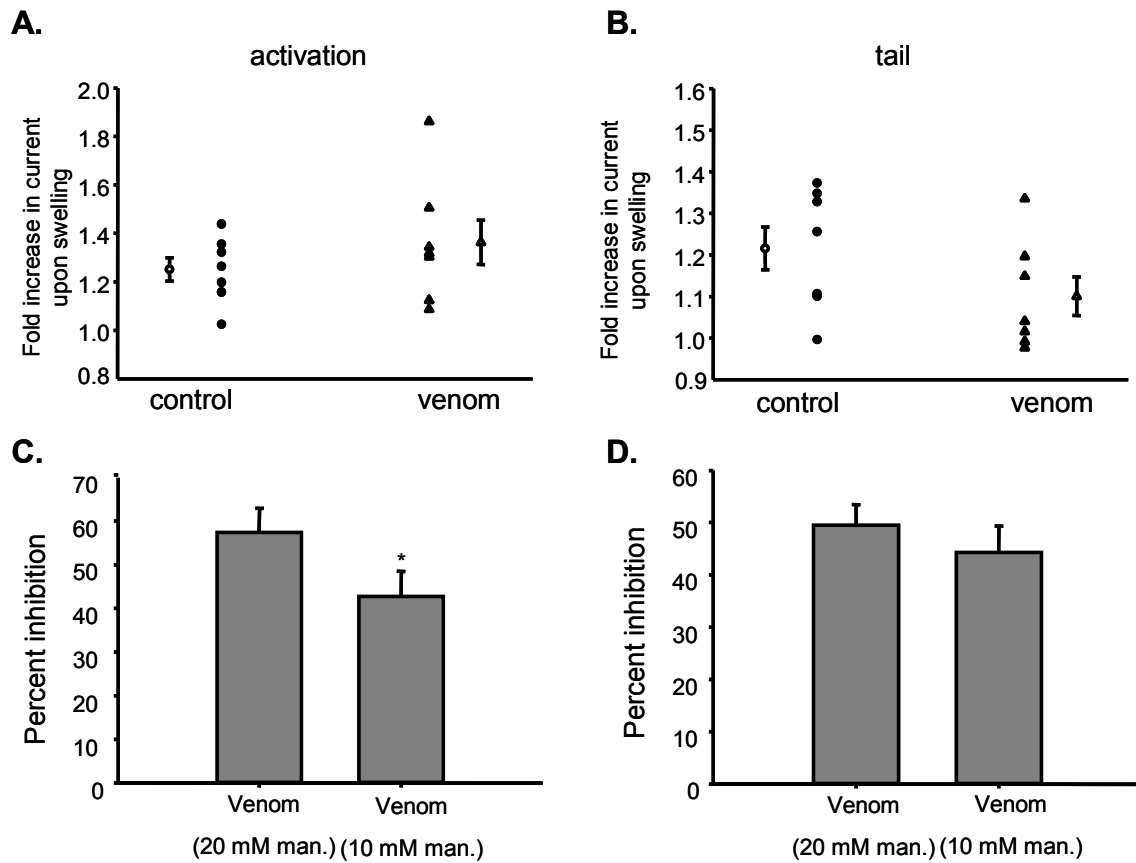 A.
activation
Fold increase in current
upon swelling
2.0
1.8
1.6
1.4
1.2
1.0
0.8
control
venom
B.
tail
Fold increase in current
upon swelling
1.6
1.5
1.4
1.3
1.2
1.1
1.0
0.9
control
venom
C.
Percent inhibition
70
60
50
40
30
20
10
0
*
Venom
Venom
(20 mM man.) (10 mM man.)
D.
Percent inhibition
60
50
40
30
20
10
0
Venom
Venom
(20 mM man.) (10 mM man.)